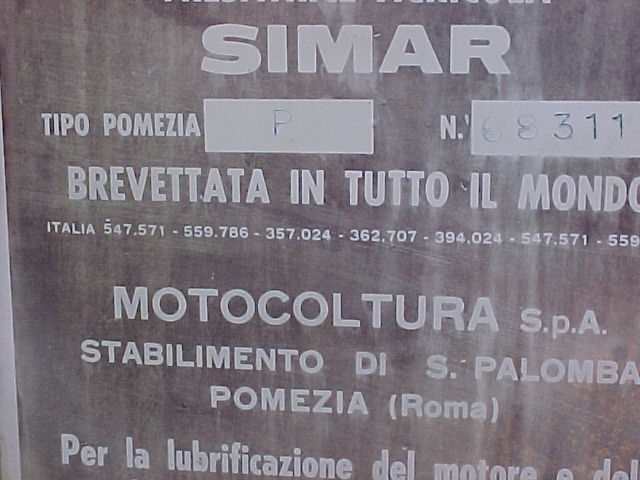 SIMAR
TIPO POMEZIA P N. 68311
BREVETTATA IN TUTTO IL MONDO
ITALIA 547.571 - 559.786 - 357.024 - 362.707 - 394.024 - 547.571 - 559
MOTOCOLTURA S.p.A.
STABILIMENTO DI S. PALOMBA
POMEZIA (Roma)
Per la lubrificazione del motore e